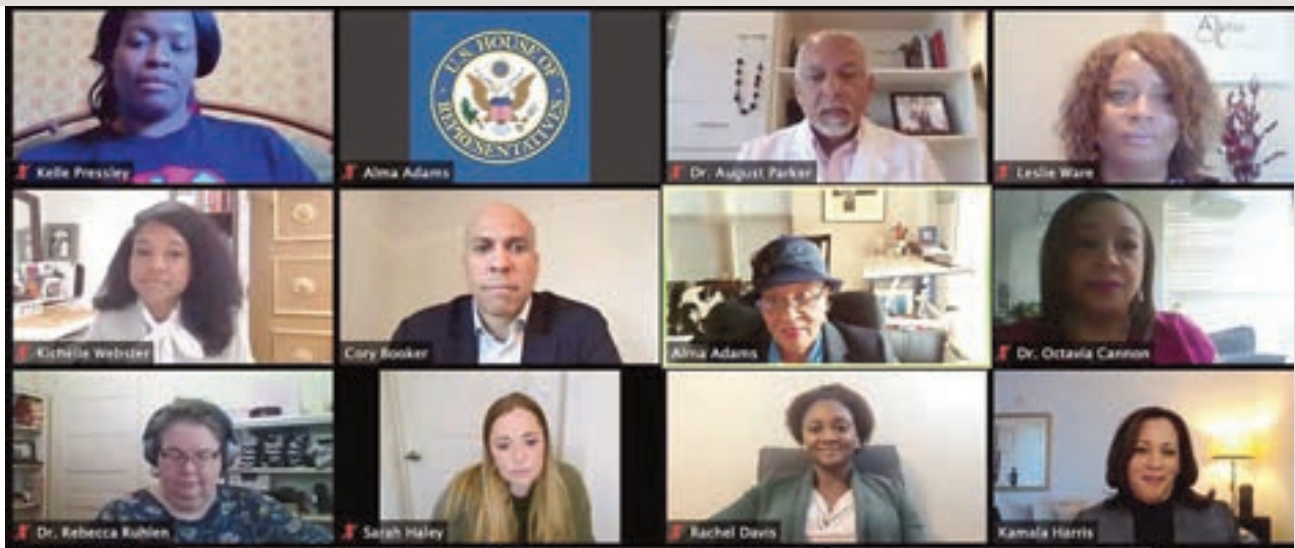 Kelle Pressley
U.S. HOUSE OF REPRESENTATIVES
Alma Adams
Dr. August Parker
Leslie Ware
Kichelle Webster
Cory Booker
Alma Adams
Dr. Octavia Cannon
Dr. Rebecca Ruhlen
Sarah Haley
Rachel Davis
Kamala Harris